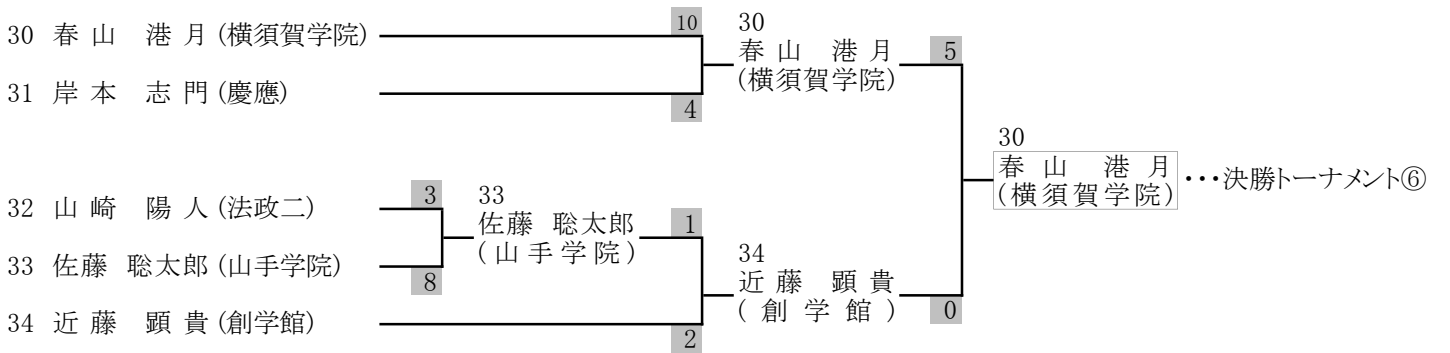 30 春山 港月 (横須賀学院)
10
30
春山 港月
(横須賀学院)
5
31 岸本 志門 (慶應)
4
30
春山 港月
(横須賀学院)
・・・決勝トーナメント⑥
32 山崎 陽人 (法政二)
3
33
佐藤 聡太郎
(山手学院)
1
33 佐藤 聡太郎 (山手学院)
8
34
近藤 顕貴
(創学館)
0
34 近藤 顕貴 (創学館)
2